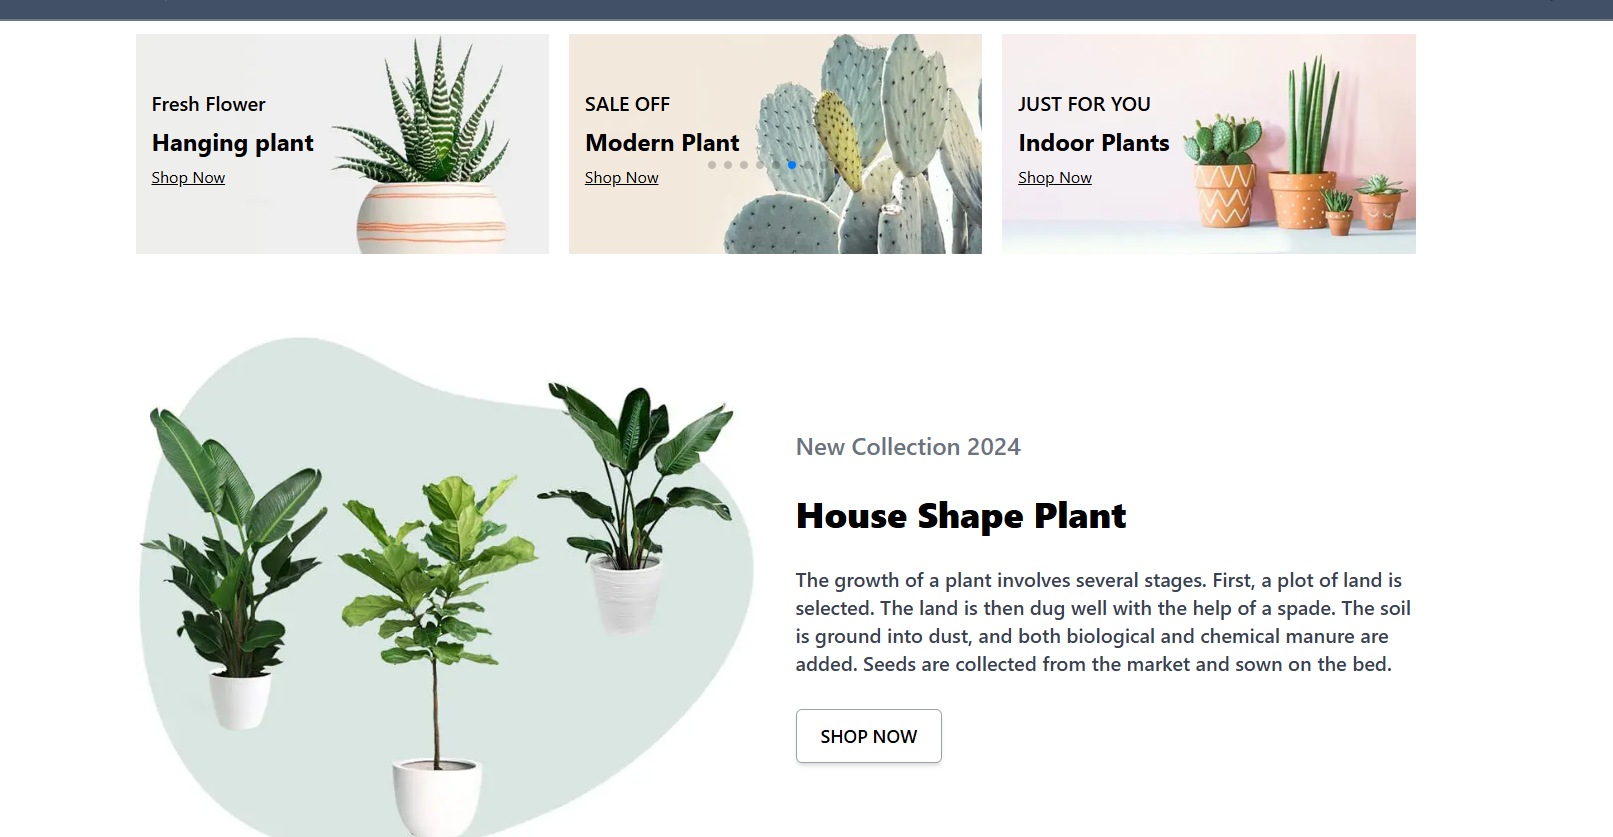 Fresh Flower
Hanging plant
Shop Now
SALE OFF
Modern Plant
Shop Now
JUST FOR YOU
Indoor Plants
Shop Now
New Collection 2024
House Shape Plant
The growth of a plant involves several stages. First, a plot of land is
selected. The land is then dug well with the help of a spade. The soil
is ground into dust, and both biological and chemical manure are
added. Seeds are collected from the market and sown on the bed.
SHOP NOW